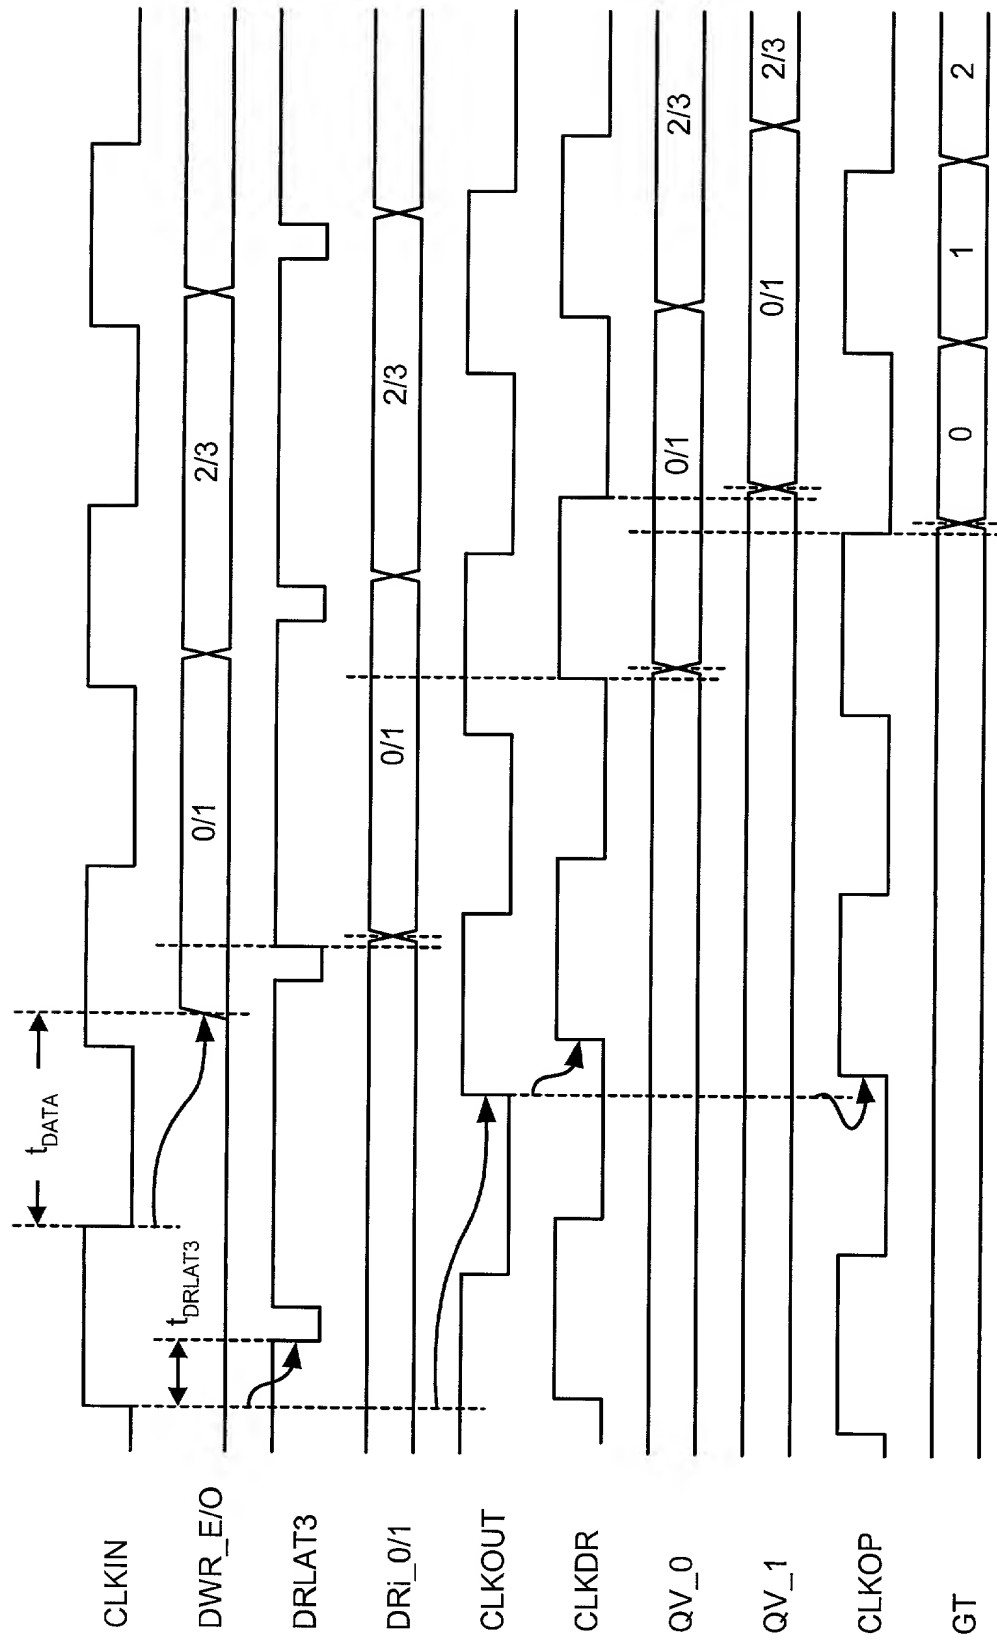 t_DATA
t_DRLAT3
CLKIN
DWR_E/O
0/1
2/3
DRLAT3
DRi_0/1
0/1
2/3
CLKOUT
CLKDR
QV_0
0/1
2/3
QV_1
0/1
2/3
CLKOP
GT
0
1
2